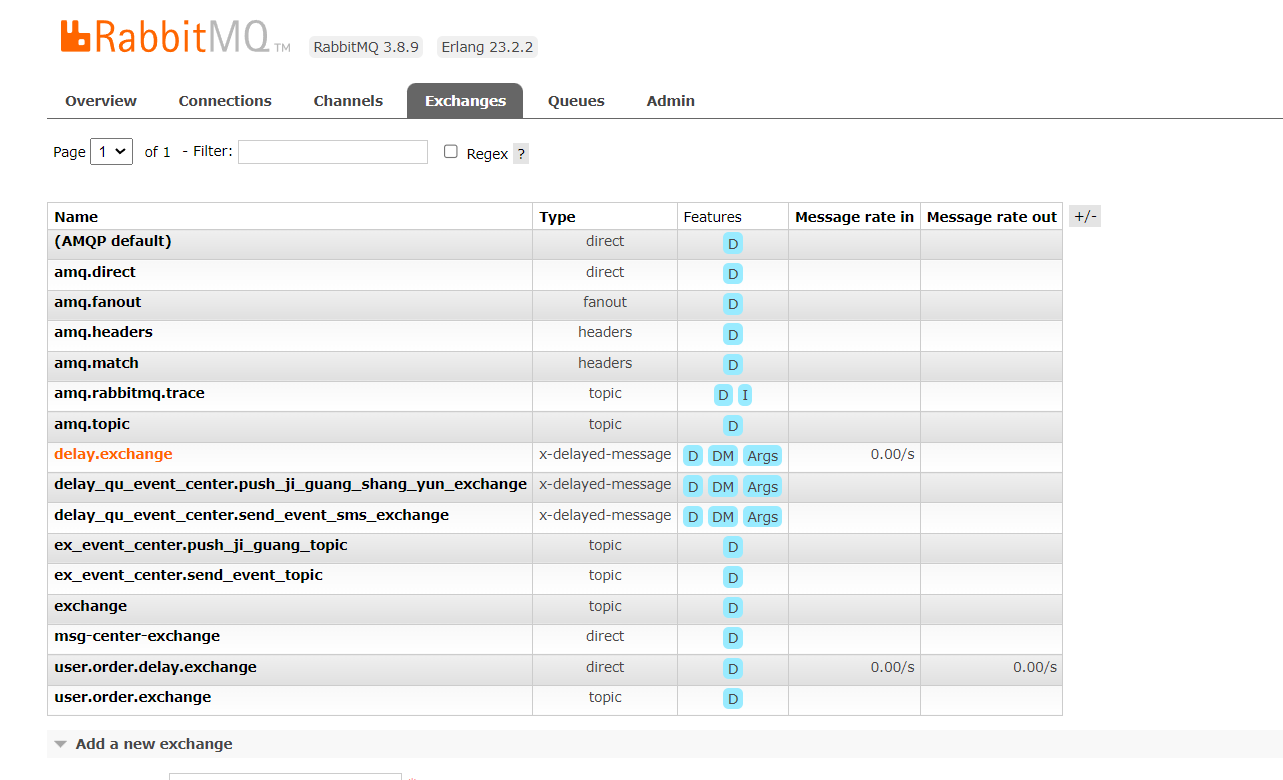 RabbitMQ TM RabbitMQ 3.8.9 Erlang 23.2.2
Overview Connections Channels Exchanges Queues Admin
Page 1 of 1 - Filter: Regex ?
Name Type Features Message rate in Message rate out +/-
(AMQP default) direct D
amq.direct direct D
amq.fanout fanout D
amq.headers headers D
amq.match headers D
amq.rabbitmq.trace topic D I
amq.topic topic D
delay.exchange x-delayed-message D DM Args 0.00/s
delay_qu_event_center.push_ji_guang_shang_yun_exchange x-delayed-message D DM Args
delay_qu_event_center.send_event_sms_exchange x-delayed-message D DM Args
ex_event_center.push_ji_guang_topic topic D
ex_event_center.send_event_topic topic D
exchange topic D
msg-center-exchange direct D
user.order.delay.exchange direct D 0.00/s 0.00/s
user.order.exchange topic D
Add a new exchange